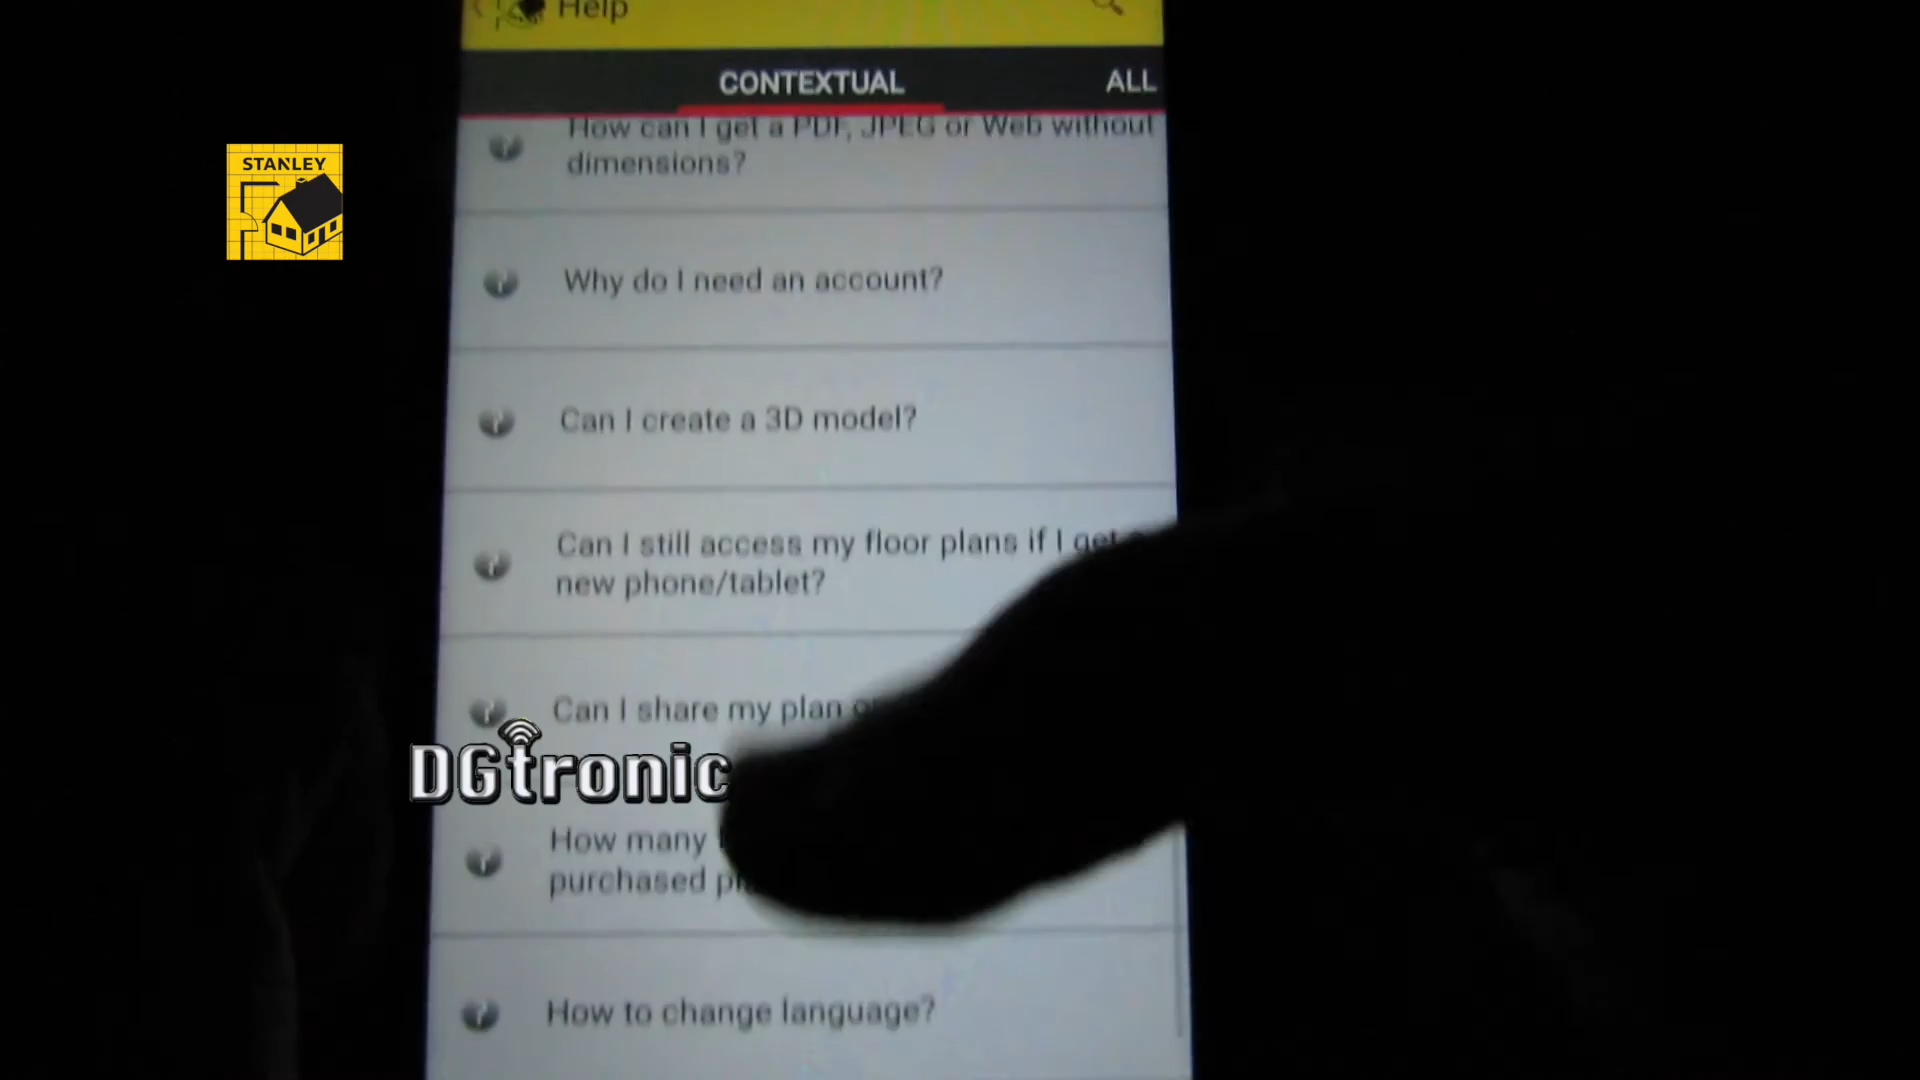 Help
CONTEXTUAL
ALL
How can I get a PDF, JPEG or Web without
dimensions?
STANLEY
Why do I need an account?
Can I create a 3D model?
Can I still access my floor plans if I get
new phone/tablet?
Can I share my plan
DGtronic
How many
purchased
How to change language?